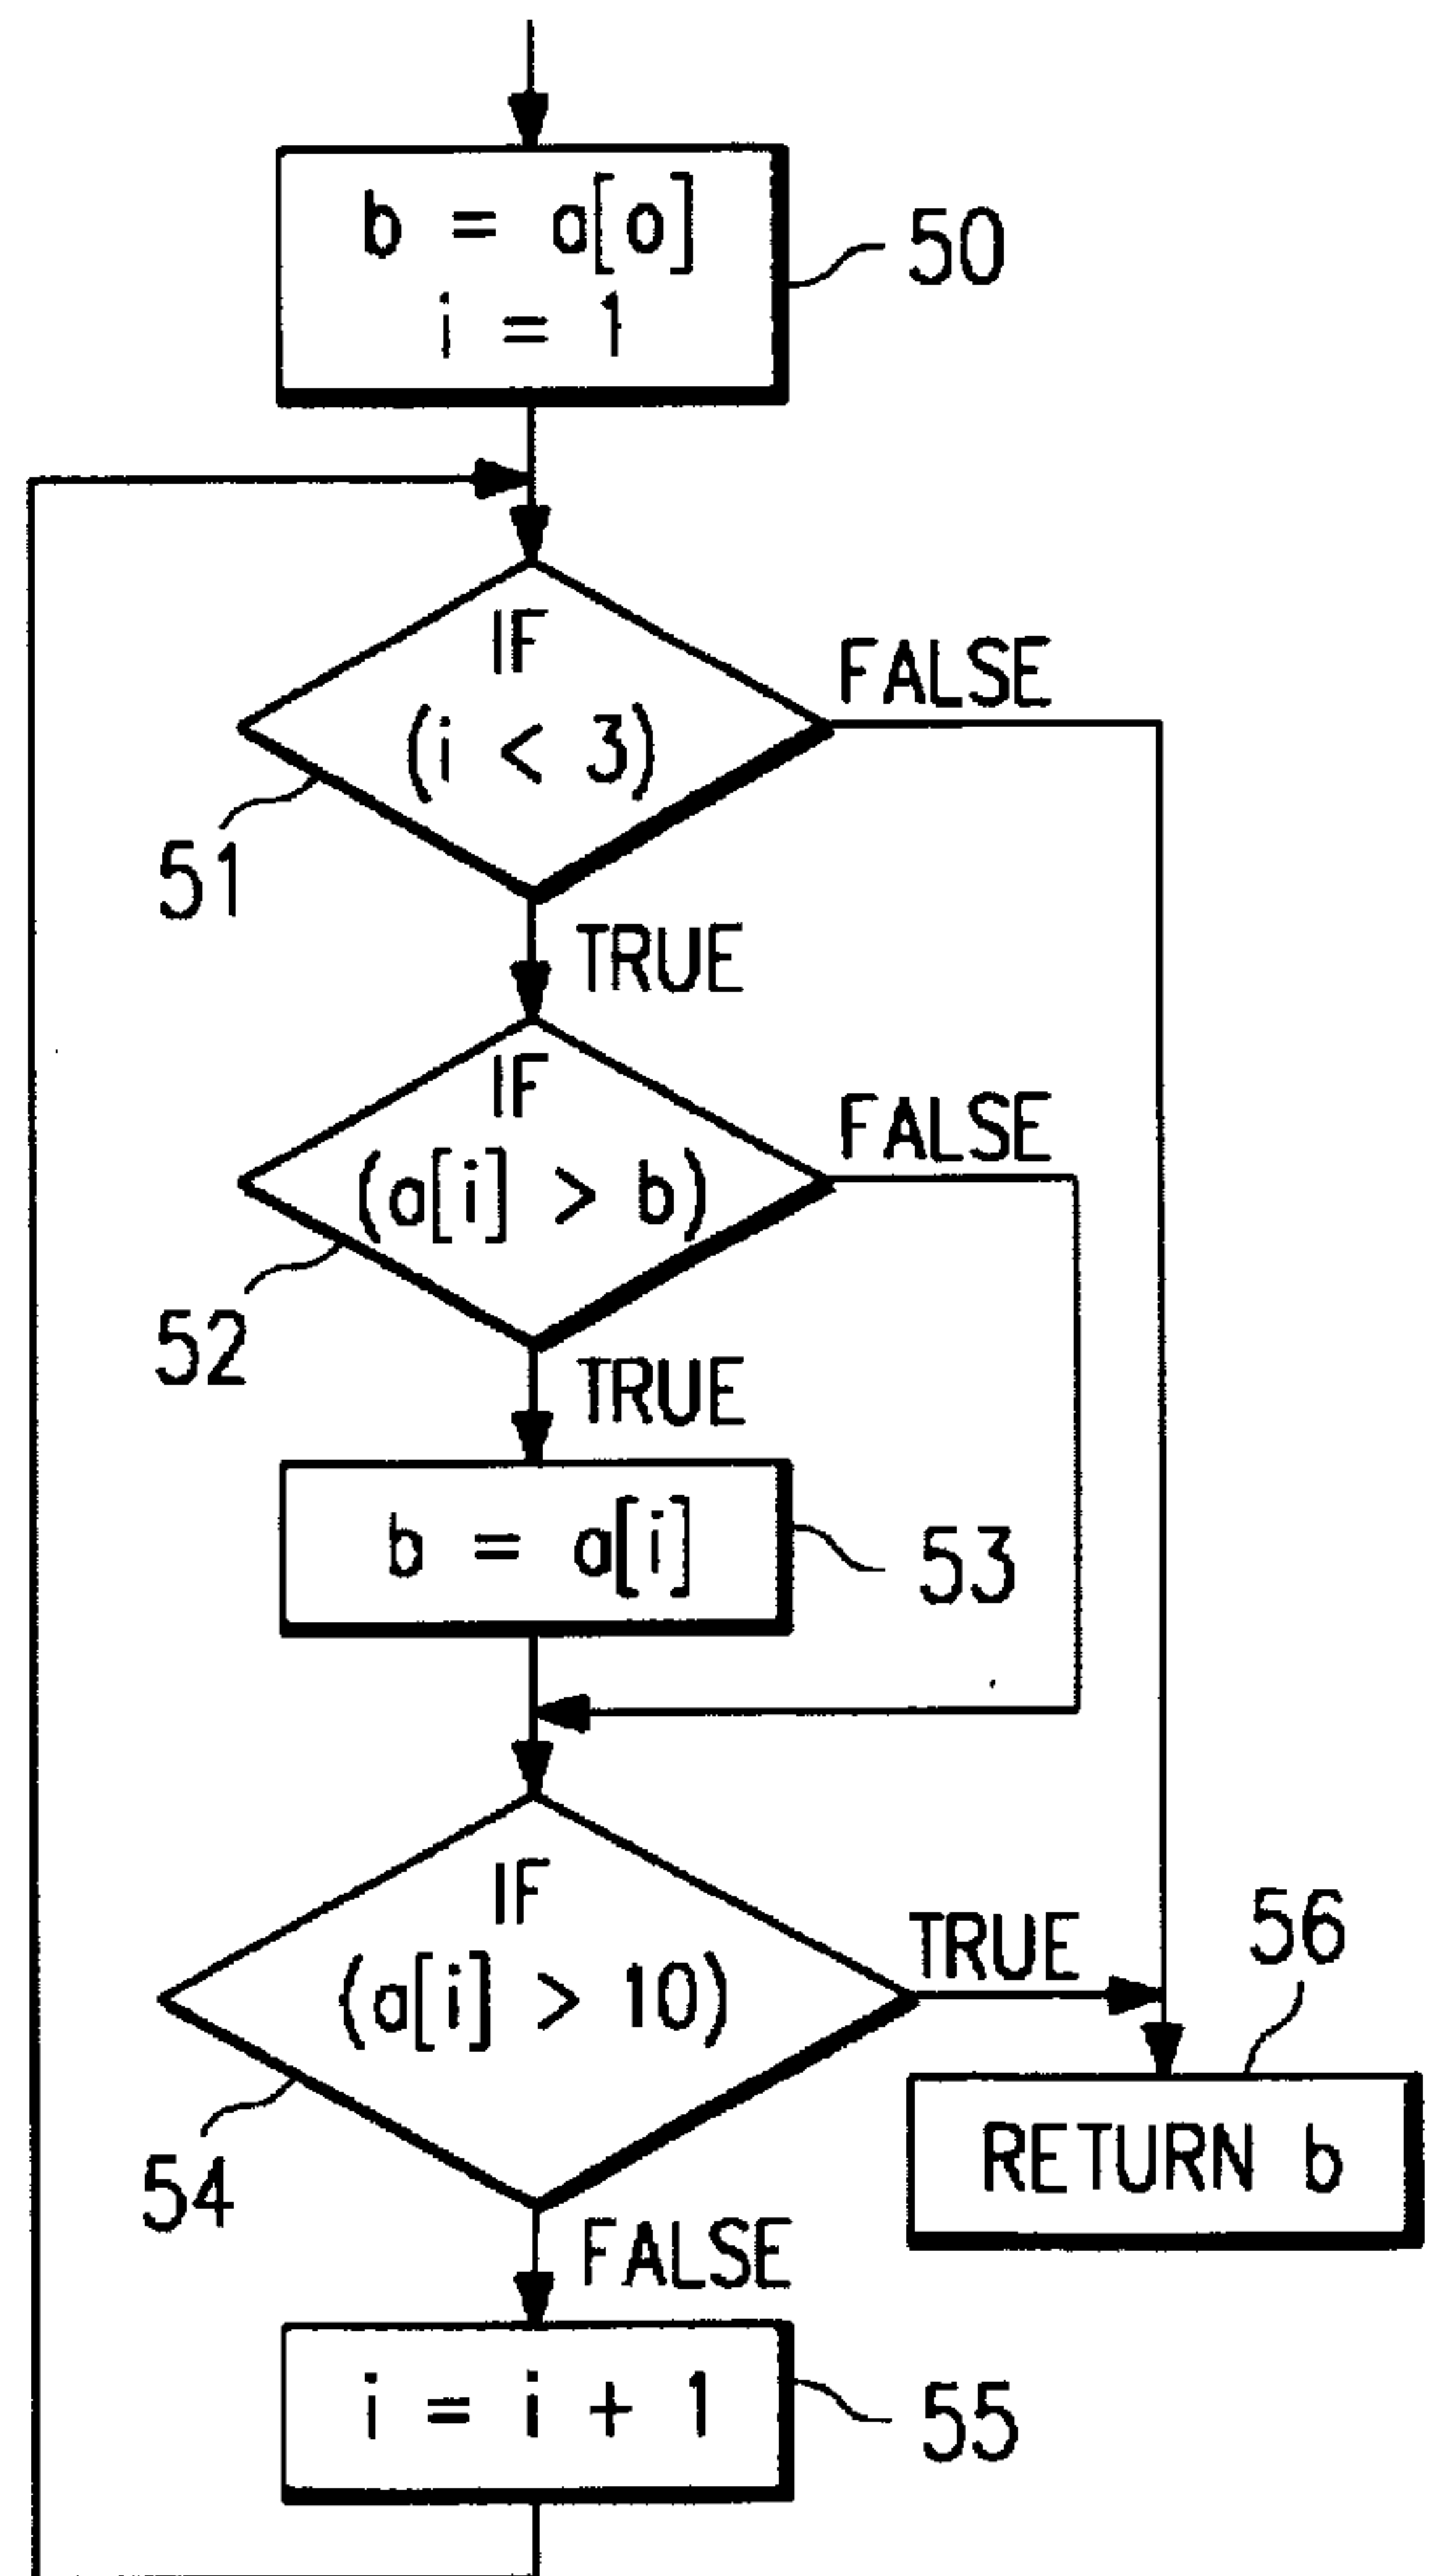 b = a[o]
i = 1
50
IF
(i < 3)
FALSE
51
TRUE
IF
(a[i] > b)
FALSE
52
TRUE
b = a[i]
53
IF
(a[i] > 10)
TRUE
56
54
RETURN b
FALSE
i = i + 1
55